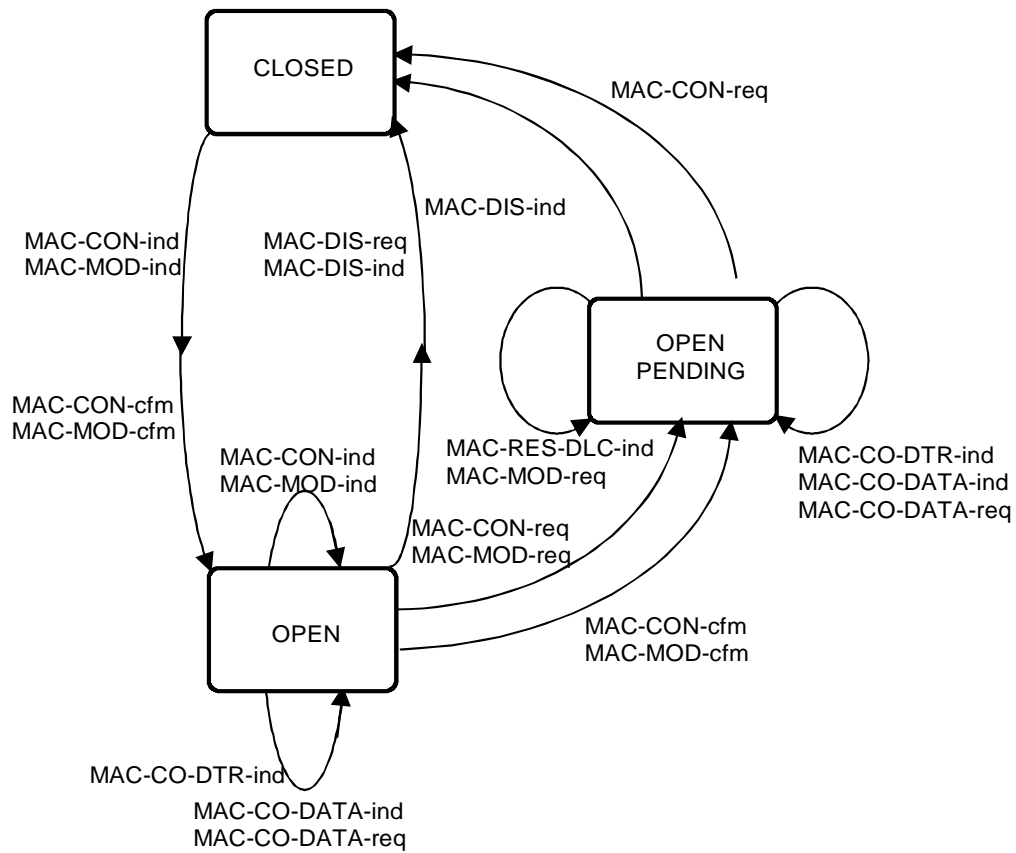 CLOSED
MAC-CON-req
MAC-DIS-ind
MAC-CON-ind
MAC-MOD-ind
MAC-DIS-req
MAC-DIS-ind
OPEN
PENDING
MAC-CON-cfm
MAC-MOD-cfm
MAC-CON-ind
MAC-MOD-ind
MAC-RES-DLC-ind
MAC-MOD-req
MAC-CO-DTR-ind
MAC-CO-DATA-ind
MAC-CO-DATA-req
MAC-CON-req
MAC-MOD-req
OPEN
MAC-CON-cfm
MAC-MOD-cfm
MAC-CO-DTR-ind
MAC-CO-DATA-ind
MAC-CO-DATA-req